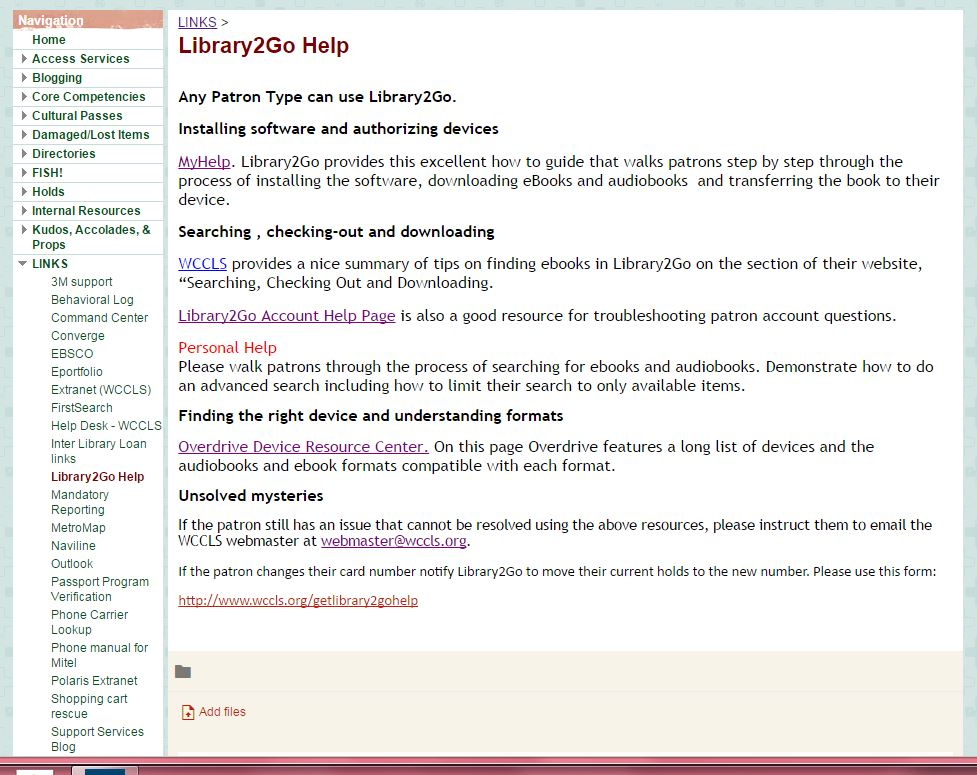 Navigation
Home
Access Services
Blogging
Core Competencies
Cultural Passes
Damaged/Lost Items
Directories
FISH!
Holds
Internal Resources
Kudos, Accolades, &
Props
LINKS
3M support
Behavioral Log
Command Center
Converge
EBSCO
Eportfolio
Extranet (WCCLS)
FirstSearch
Help Desk - WCCLS
Inter Library Loan
links
Library2Go Help
Mandatory
Reporting
MetroMap
Naviline
Outlook
Passport Program
Verification
Phone Carrier
Lookup
Phone manual for
Mitel
Polaris Extranet
Shopping cart
rescue
Support Services
Blog
LINKS >
Library2Go Help
Any Patron Type can use Library2Go.
Installing software and authorizing devices
MyHelp. Library2Go provides this excellent how to guide that walks patrons step by step through the
process of installing the software, downloading eBooks and audiobooks  and transferring the book to their
device.
Searching , checking-out and downloading
WCCLS provides a nice summary of tips on finding ebooks in Library2Go on the section of their website,
“Searching, Checking Out and Downloading.
Library2Go Account Help Page is also a good resource for troubleshooting patron account questions.
Personal Help
Please walk patrons through the process of searching for ebooks and audiobooks. Demonstrate how to do
an advanced search including how to limit their search to only available items.
Finding the right device and understanding formats
Overdrive Device Resource Center. On this page Overdrive features a long list of devices and the
audiobooks and ebook formats compatible with each format.
Unsolved mysteries
If the patron still has an issue that cannot be resolved using the above resources, please instruct them to email the
WCCLS webmaster at webmaster@wccls.org.
If the patron changes their card number notify Library2Go to move their current holds to the new number. Please use this form:
http://www.wccls.org/getlibrary2gohelp
Add files